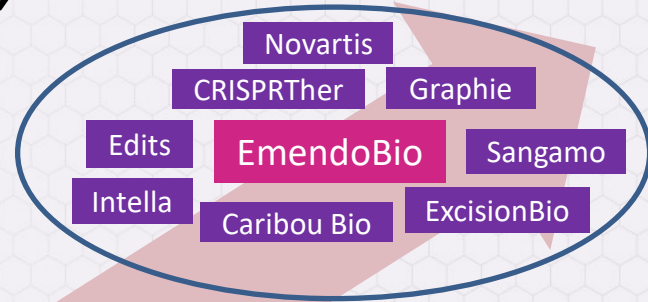 Novartis
CRISPRTher
Graphie
Edits
EmendoBio
Sangamo
Intella
Caribou Bio
ExcisionBio